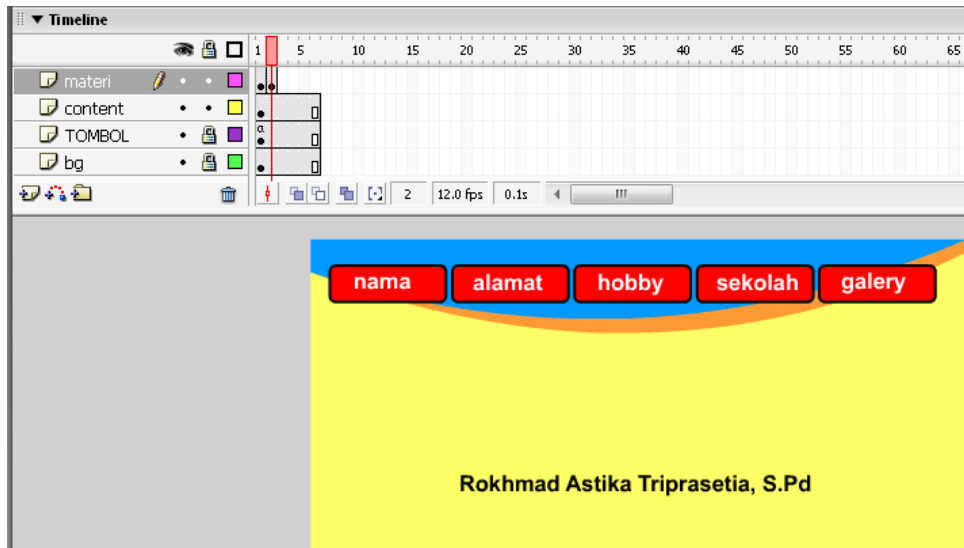 Timeline
1 5 10 15 20 25 30 35 40 45 50 55 60 65
materi
content
TOMBOL a
bg
2 12.0 fps 0.1s
nama alamat hobby sekolah galery
Rokhmad Astika Triprasetia, S.Pd